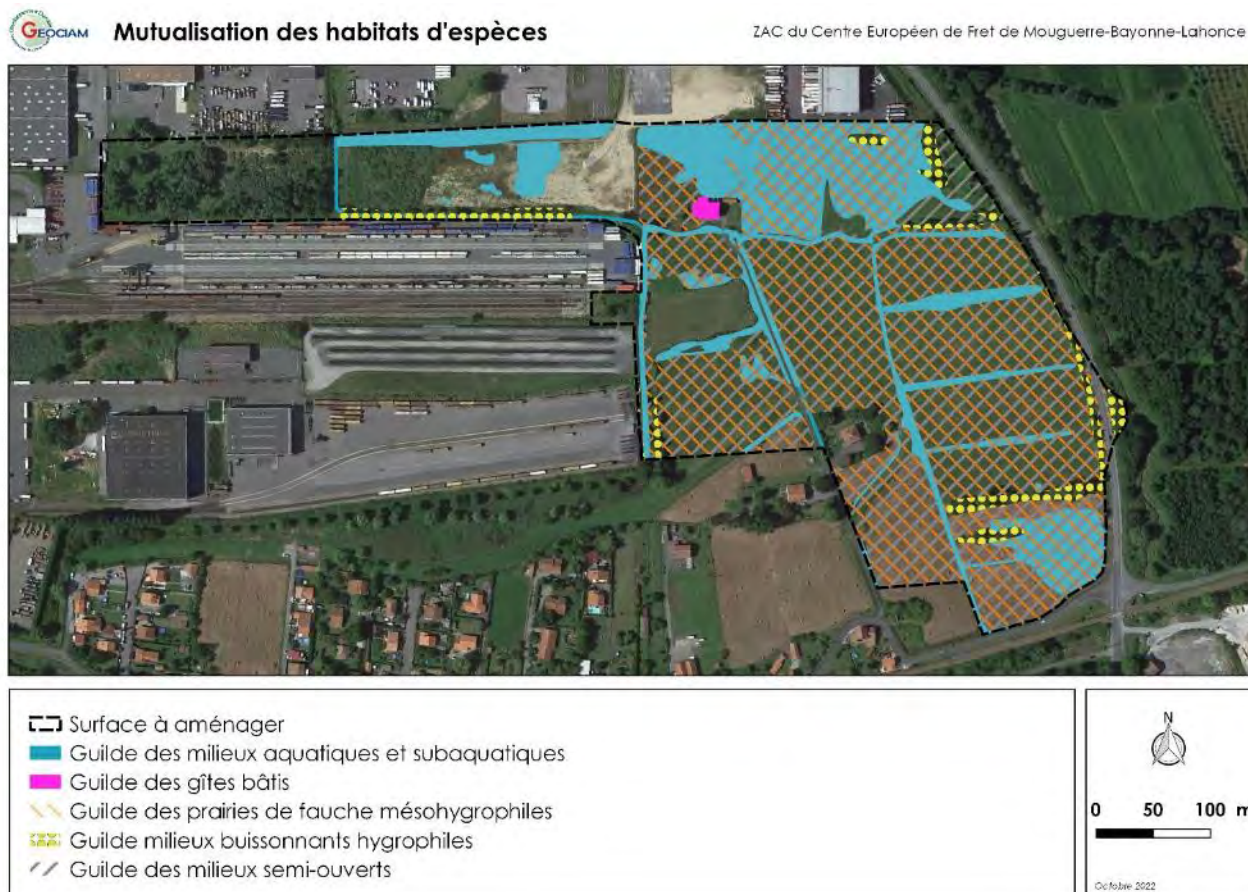 GEOCIAM
Mutualisation des habitats d'espèces
ZAC du Centre Européen de Fret de Mouguerre-Bayonne-Lahonce
Surface à aménager
Guilde des milieux aquatiques et subaquatiques
Guilde des gîtes bâtis
Guilde des prairies de fauche mésohygrophiles
Guilde milieux buissonnants hygrophiles
Guilde des milieux semi-ouverts
N
0 50 100 m
Octobre 2022